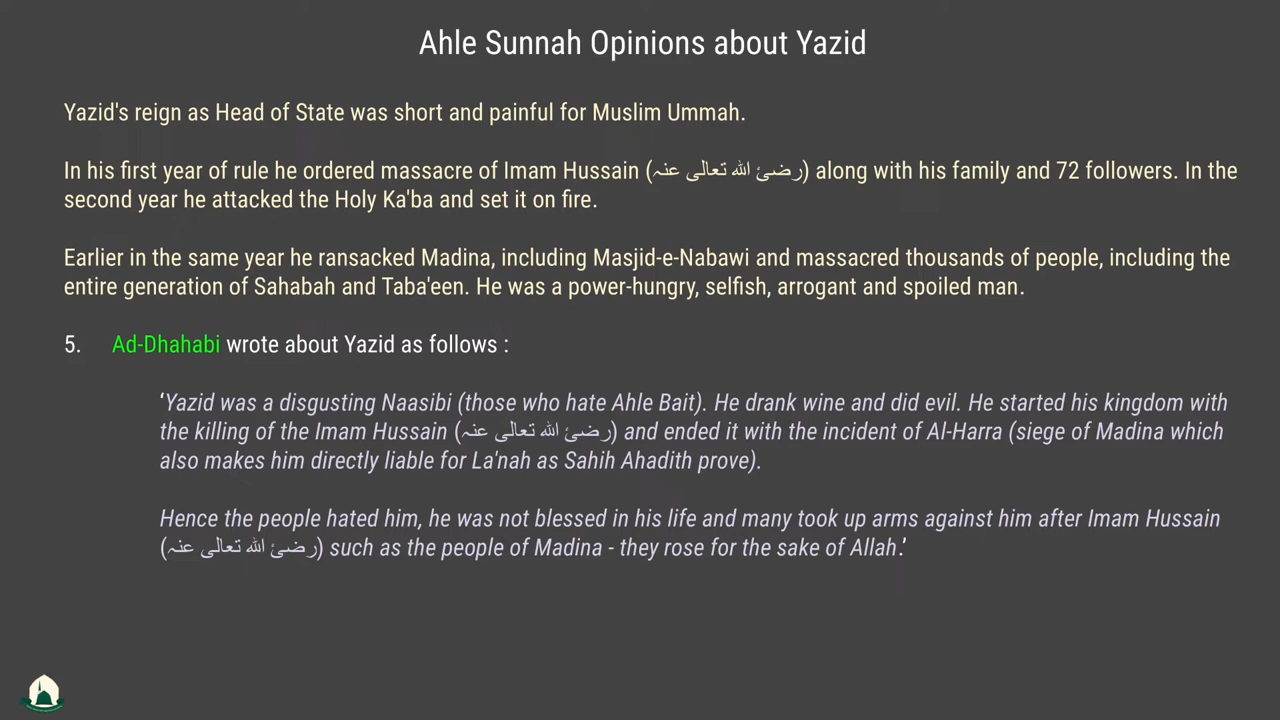 Ahle Sunnah Opinions about Yazid
Yazid's reign as Head of State was short and painful for Muslim Ummah.
In his first year of rule he ordered massacre of Imam Hussain (رضئ الله تعالى عنہ) along with his family and 72 followers. In the
second year he attacked the Holy Ka'ba and set it on fire.
Earlier in the same year he ransacked Madina, including Masjid-e-Nabawi and massacred thousands of people, including the
entire generation of Sahabah and Taba'een. He was a power-hungry, selfish, arrogant and spoiled man.
5. Ad-Dhahabi wrote about Yazid as follows :
‘Yazid was a disgusting Naasibi (those who hate Ahle Bait). He drank wine and did evil. He started his kingdom with
the killing of the Imam Hussain (رضئ الله تعالى عنہ) and ended it with the incident of Al-Harra (siege of Madina which
also makes him directly liable for La'nah as Sahih Ahadith prove).
Hence the people hated him, he was not blessed in his life and many took up arms against him after Imam Hussain
(رضئ الله تعالى عنہ) such as the people of Madina - they rose for the sake of Allah.’